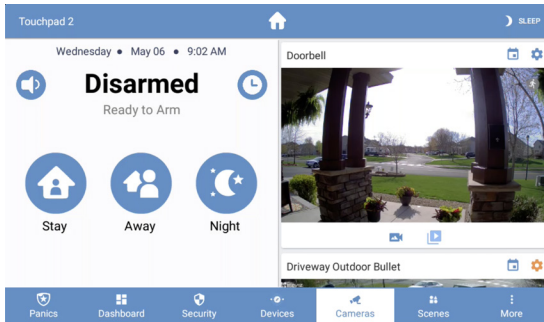 Touchpad 2
SLEEP
Wednesday • May 06 • 9:02 AM
Disarmed
Ready to Arm
Stay
Away
Night
Doorbell
Driveway Outdoor Bullet
Panics
Dashboard
Security
Devices
Cameras
Scenes
More